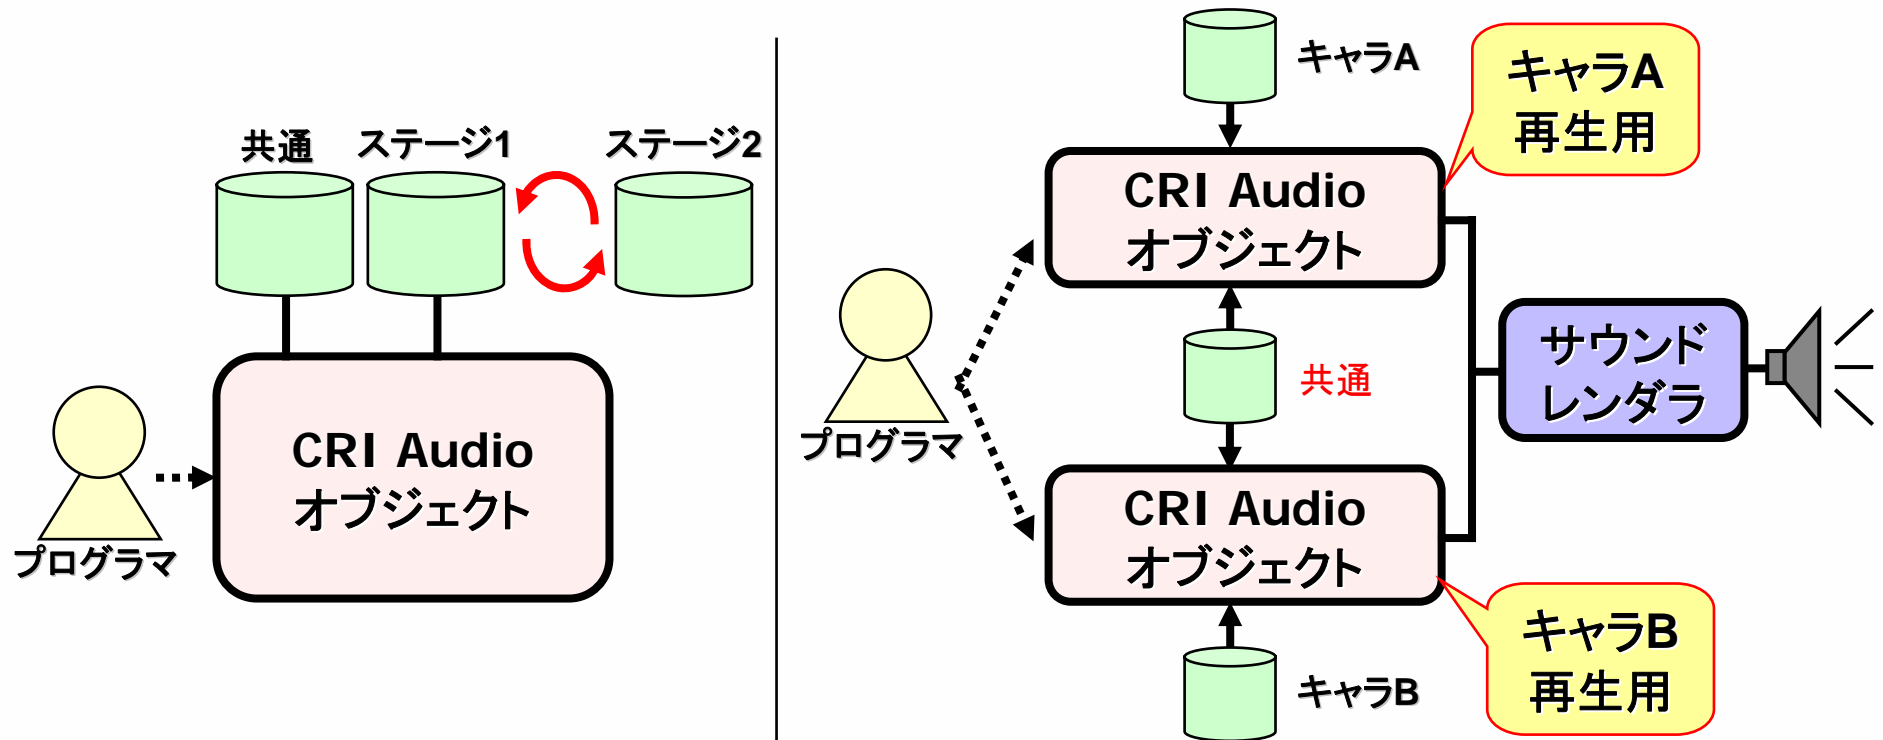 共通
ステージ1
ステージ2
CRI Audio
オブジェクト
プログラマ
キャラA
キャラA
再生用
CRI Audio
オブジェクト
プログラマ
共通
サウンド
レンダラ
CRI Audio
オブジェクト
キャラB
キャラB
再生用